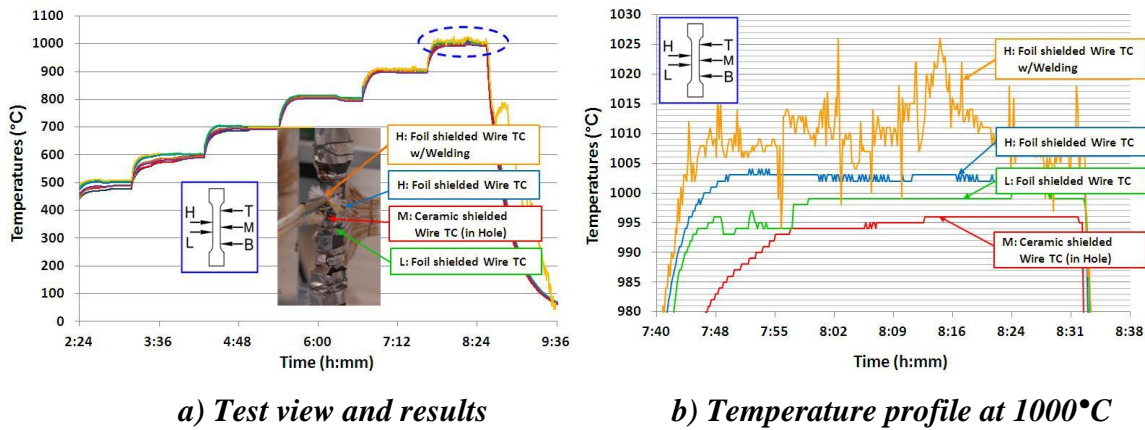 1100
1000
900
800
700
600
500
400
300
200
100
0
Temperatures (°C)
2:24
3:36
4:48
6:00
7:12
8:24
9:36
Time (h:mm)
H
L
T
M
B
H: Foil shielded Wire TC
w/Welding
H: Foil shielded Wire TC
M: Ceramic shielded
Wire TC (in Hole)
L: Foil shielded Wire TC
a) Test view and results
1030
1025
1020
1015
1010
1005
1000
995
990
985
980
Temperatures (°C)
7:40
7:48
7:55
8:02
8:09
8:16
8:24
8:31
8:38
Time (h:mm)
H
L
T
M
B
H: Foil shielded Wire TC
w/Welding
H: Foil shielded Wire TC
L: Foil shielded Wire TC
M: Ceramic shielded
Wire TC (in Hole)
b) Temperature profile at 1000•C